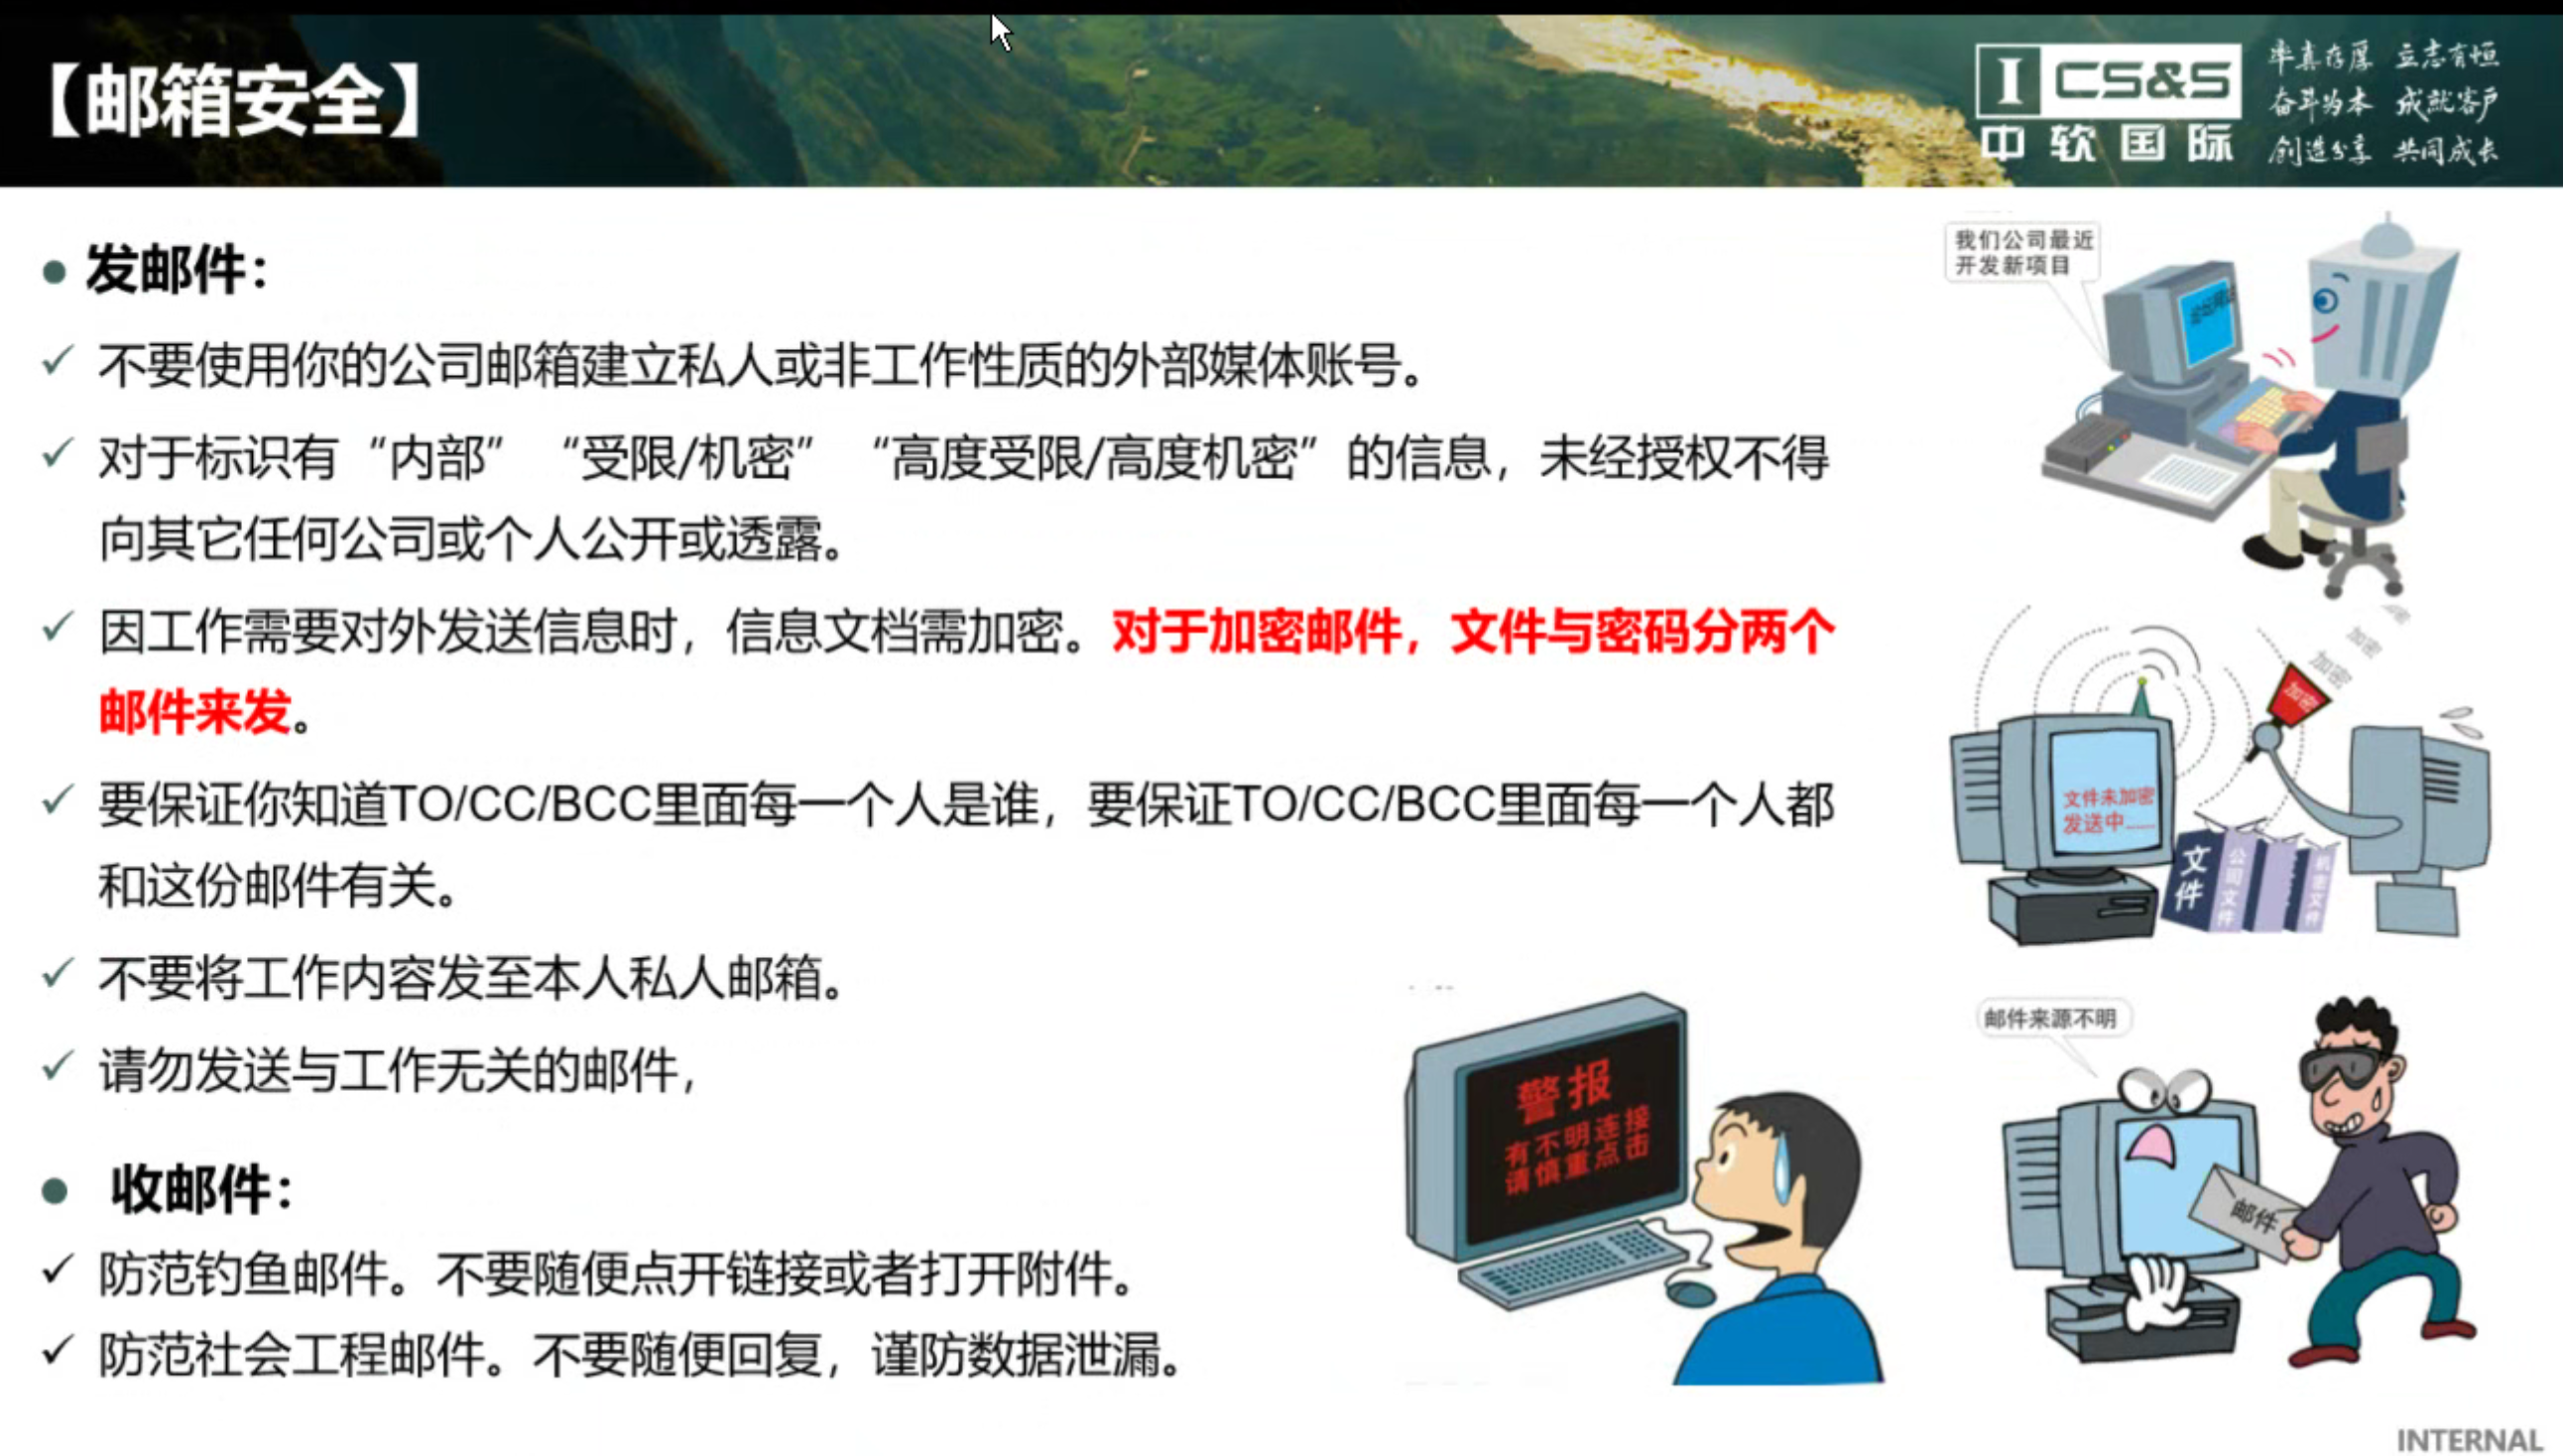 【邮箱安全】
I CS&S
中软国际
率真存厚 立志有恒
奋斗为本 成就客户
创造分享 共同成长
● 发邮件：
✓ 不要使用你的公司邮箱建立私人或非工作性质的外部媒体账号。
✓ 对于标识有“内部”“受限/机密”“高度受限/高度机密”的信息，未经授权不得
向其它任何公司或个人公开或透露。
✓ 因工作需要对外发送信息时，信息文档需加密。对于加密邮件，文件与密码分两个
邮件来发。
✓ 要保证你知道TO/CC/BCC里面每一个人是谁，要保证TO/CC/BCC里面每一个人都
和这份邮件有关。
✓ 不要将工作内容发至本人私人邮箱。
✓ 请勿发送与工作无关的邮件，
● 收邮件：
✓ 防范钓鱼邮件。不要随便点开链接或者打开附件。
✓ 防范社会工程邮件。不要随便回复，谨防数据泄漏。
我们公司最近
开发新项目
论坛网站
加密
加密
加密
加密
文件未加密
发送中......
文件
公司文件
机密文件
警报
有不明连接
请慎重点击
邮件来源不明
邮件
INTERNAL